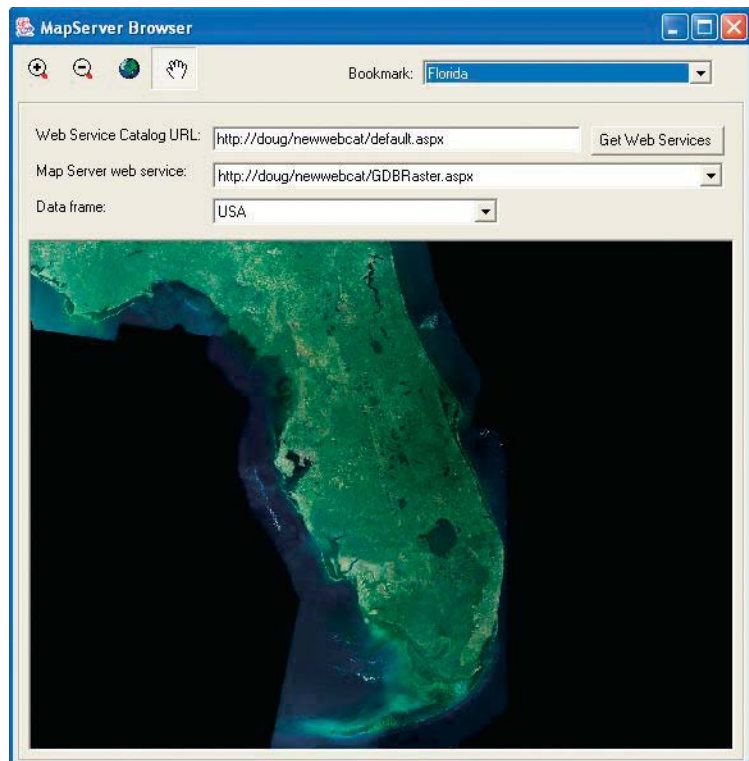 MapServer Browser
Bookmark: Florida
Web Service Catalog URL: http://doug/newwebcat/default.aspx Get Web Services
Map Server web service: http://doug/newwebcat/GDBRaster.aspx
Data frame: USA